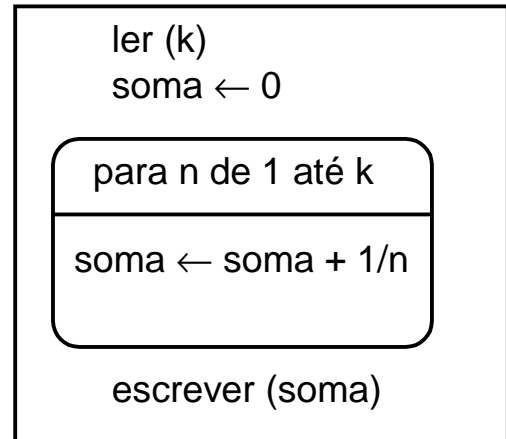 ler (k)
soma ← 0
para n de 1 até k
soma ← soma + 1/n
escrever (soma)